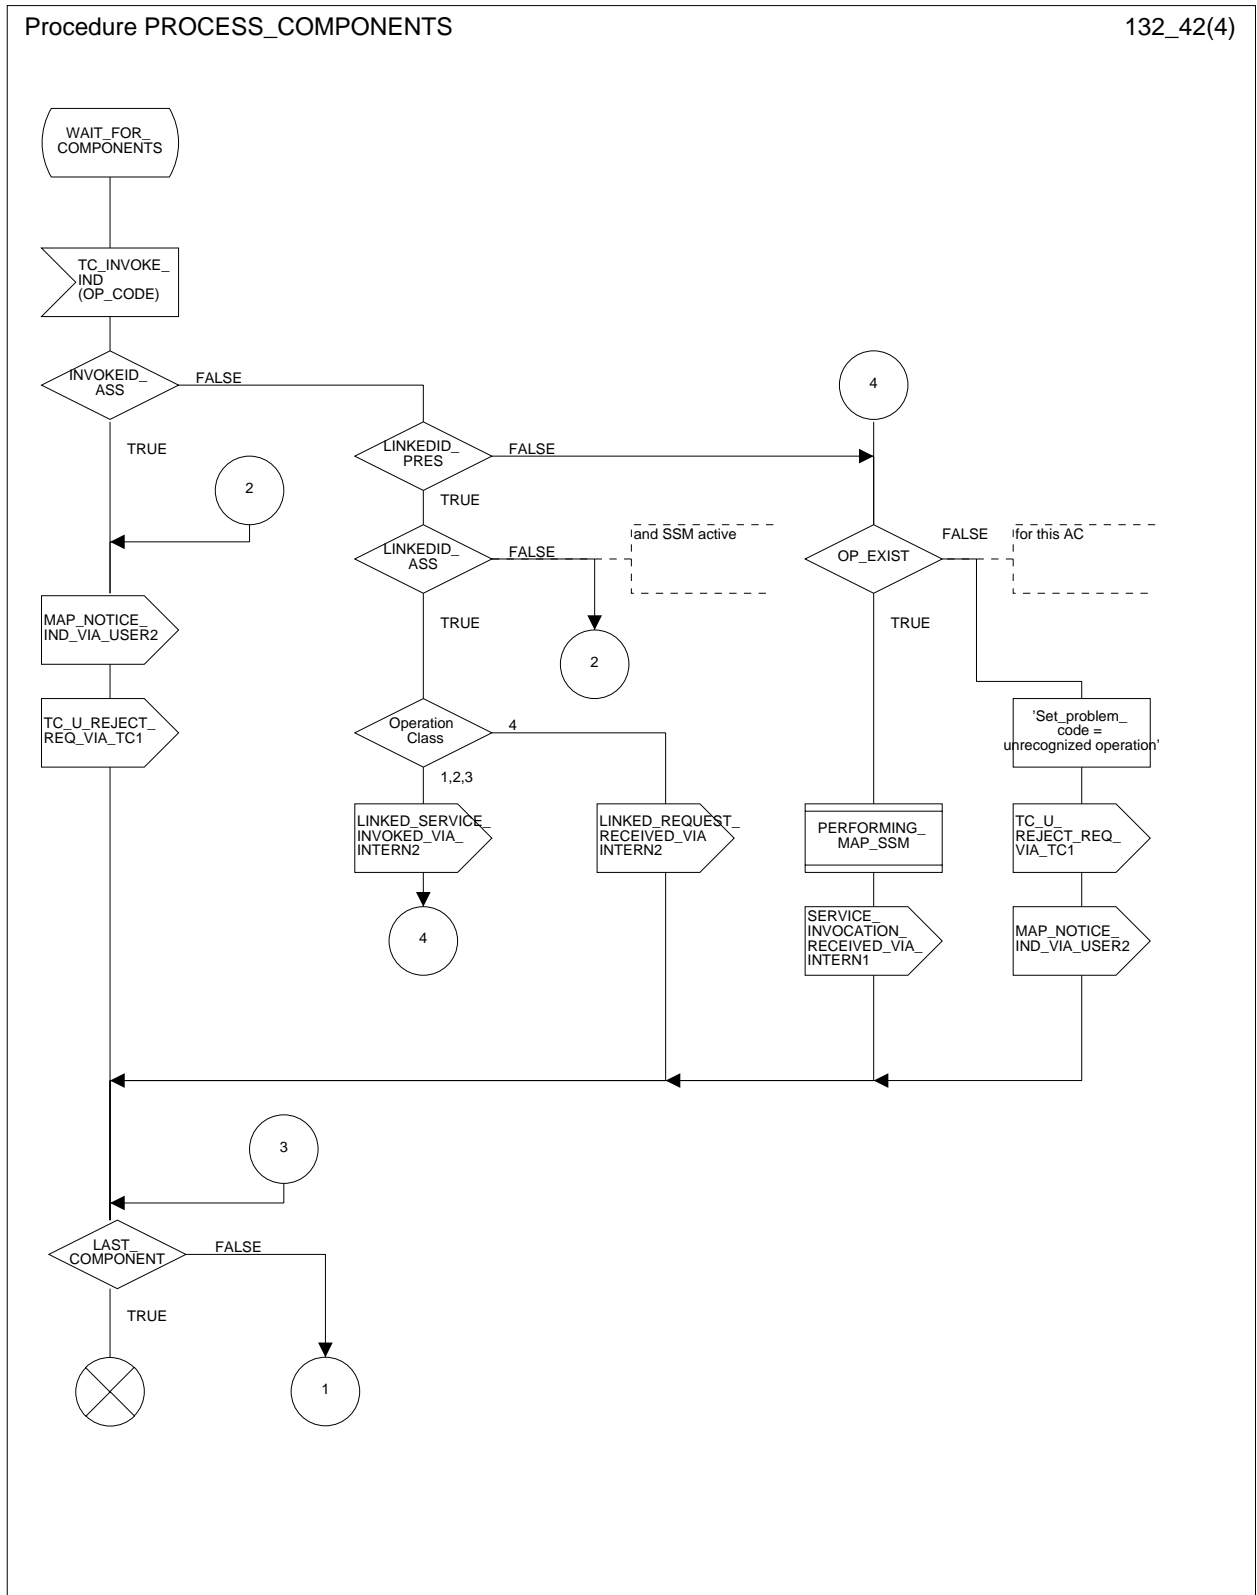 Procedure PROCESS_COMPONENTS
132_42(4)
WAIT_FOR_
COMPONENTS
TC_INVOKE_
IND
(OP_CODE)
INVOKEID_
ASS
FALSE
TRUE
4
LINKEDID_
PRES
FALSE
TRUE
2
LINKEDID_
ASS
FALSE
and SSM active
TRUE
2
OP_EXIST
FALSE
for this AC
TRUE
MAP_NOTICE_
IND_VIA_USER2
TC_U_REJECT_
REQ_VIA_TC1
Operation
Class
4
1,2,3
'Set_problem_
code =
unrecognized operation'
LINKED_SERVICE_
INVOKED_VIA_
INTERN2
LINKED_REQUEST_
RECEIVED_VIA
INTERN2
PERFORMING_
MAP_SSM
TC_U_
REJECT_REQ_
VIA_TC1
4
SERVICE_
INVOCATION_
RECEIVED_VIA_
INTERN1
MAP_NOTICE_
IND_VIA_USER2
3
LAST_
COMPONENT
FALSE
TRUE
1